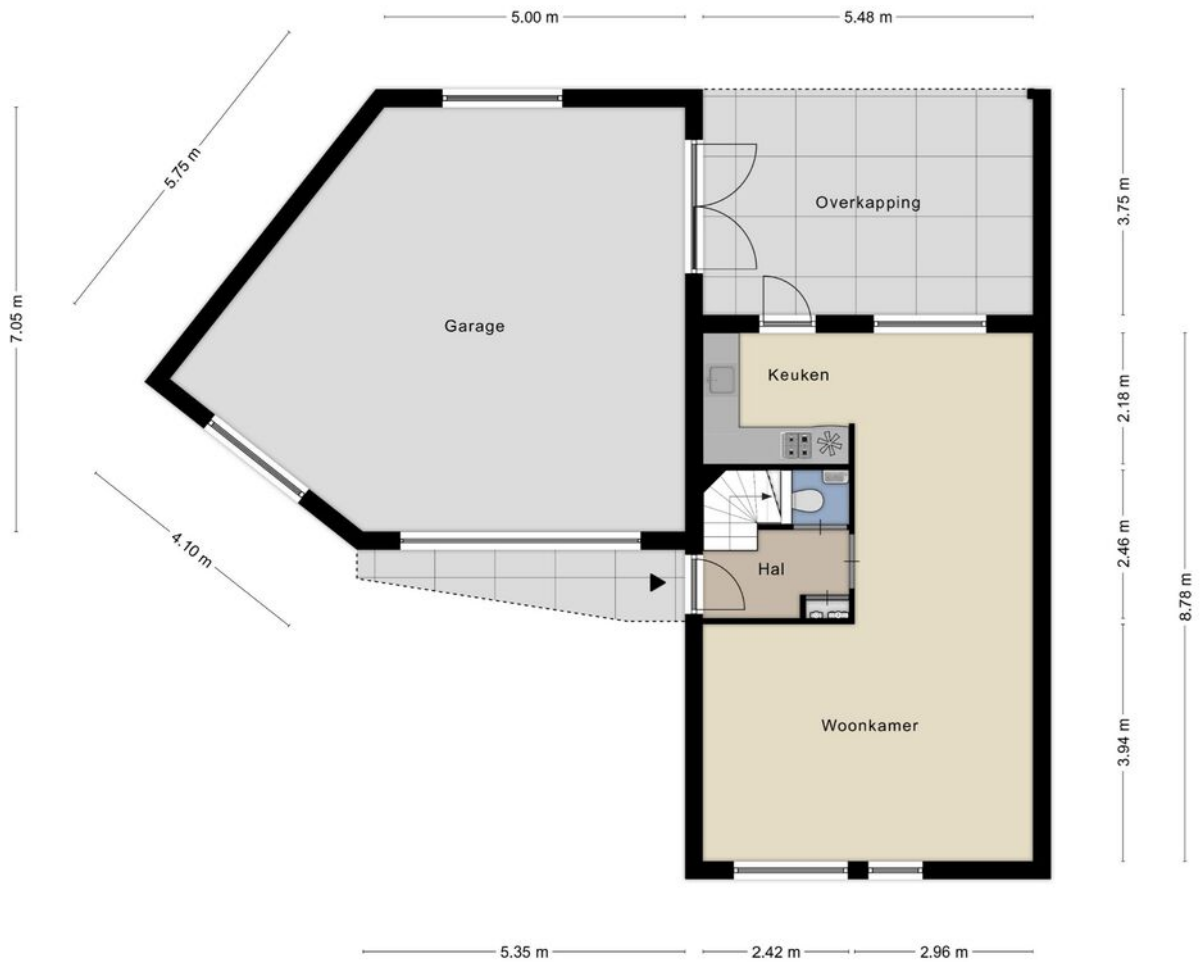 5.00 m
5.48 m
5.75 m
7.05 m
3.75 m
Overkapping
Garage
Keuken
2.18 m
2.46 m
8.78 m
4.10 m
Hal
Woonkamer
3.94 m
5.35 m
2.42 m
2.96 m